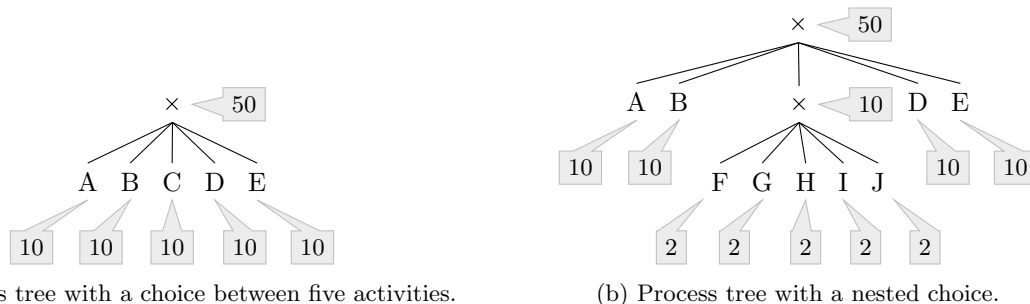 × 50
× 50
A B × 10 D E
A B C D E
10 10 10 10
F G H I J
10 10 10 10 10
2 2 2 2 2
tree with a choice between five activities.
(b) Process tree with a nested choice.